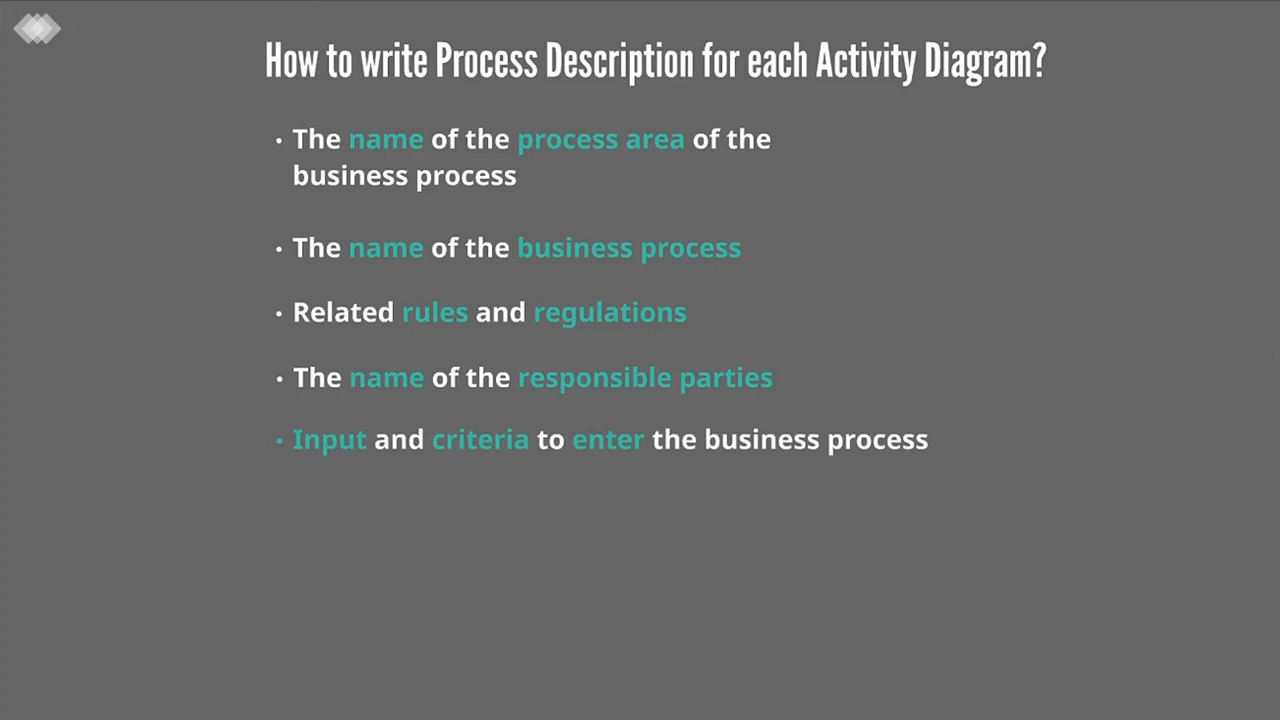 How to write Process Description for each Activity Diagram?
• The name of the process area of the
business process
• The name of the business process
• Related rules and regulations
• The name of the responsible parties
• Input and criteria to enter the business process